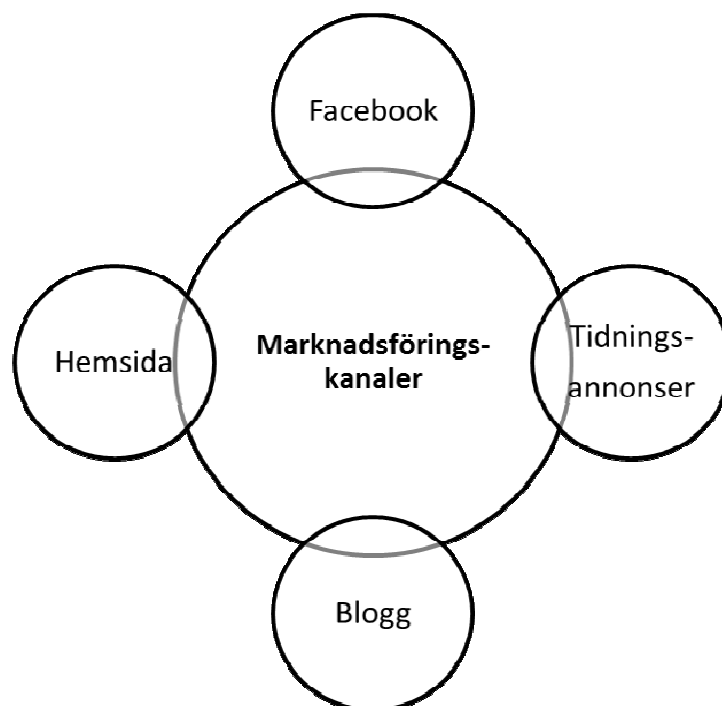 Facebook
Hemsida
Marknadsförings-
kanaler
Tidnings-
annonser
Blogg